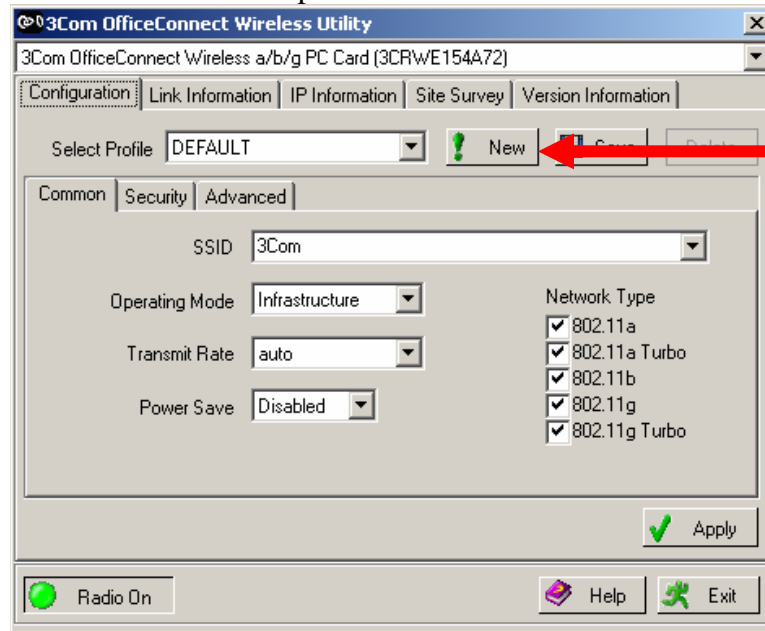 3Com OfficeConnect Wireless Utility
3Com OfficeConnect Wireless a/b/g PC Card (3CRWE154A72)
Configuration Link Information IP Information Site Survey Version Information
Select Profile DEFAULT New
Common Security Advanced
SSID 3Com
Operating Mode Infrastructure Network Type
802.11a
Transmit Rate auto 802.11a Turbo
802.11b
Power Save Disabled 802.11g
802.11g Turbo
Apply
Radio On Help Exit